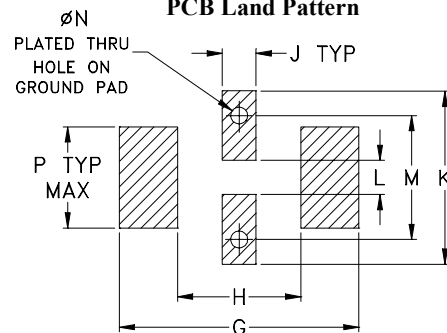 PCB Land Pattern
øN
PLATED THRU
HOLE ON
GROUND PAD
J TYP
P TYP
MAX
L
M
K
H
G